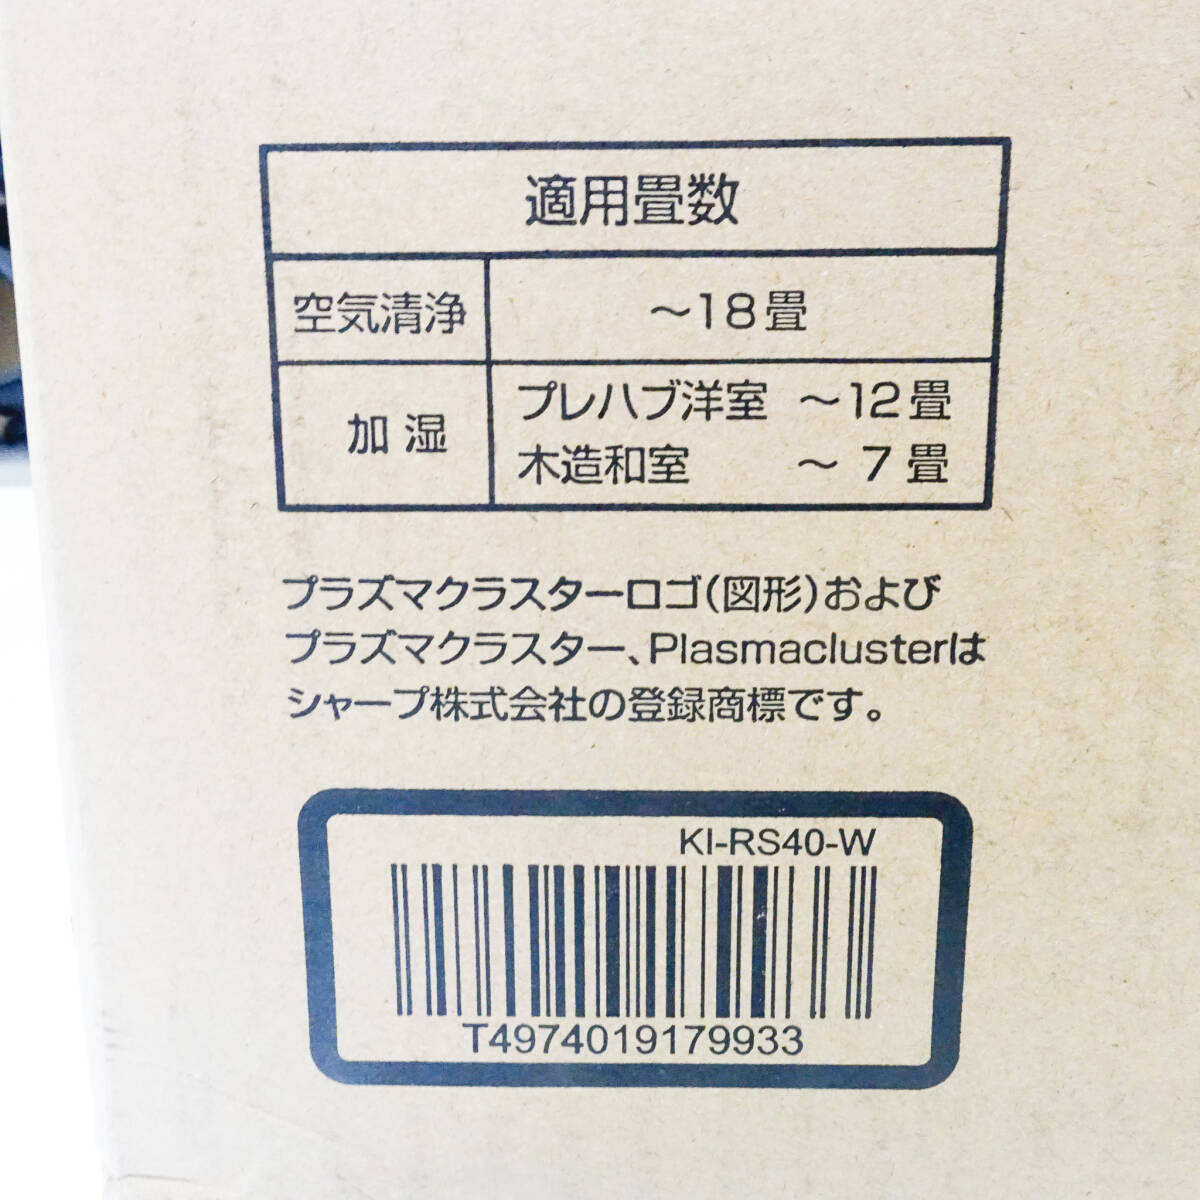 適用畳数
空気清浄 ～18畳
加湿 プレハブ洋室 ～12畳
木造和室 ～7畳
プラズマクラスターロゴ(図形)および
プラズマクラスター、Plasmaclusterは
シャープ株式会社の登録商標です。
KI-RS40-W
T4974019179933